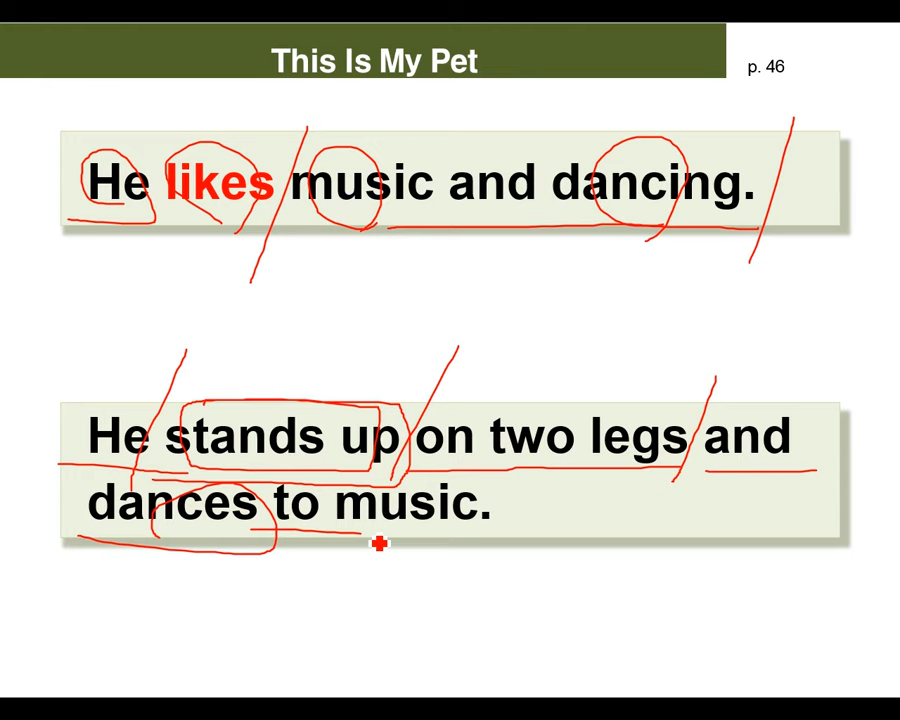 This Is My Pet
p. 46
He likes music and dancing.
He stands up on two legs and
dances to music.